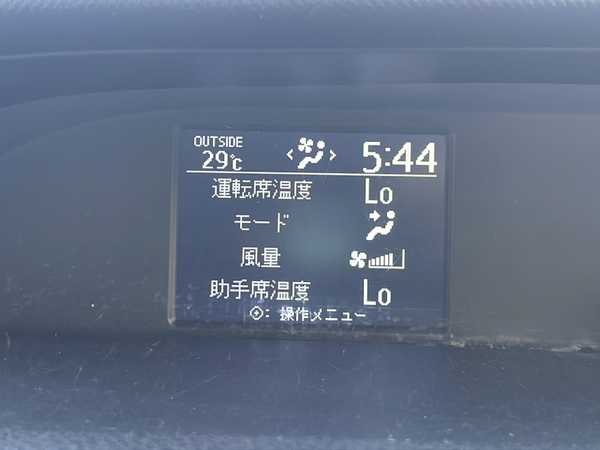 OUTSIDE
29℃
5:44
運転席温度 Lo
モード
風量
助手席温度 Lo
: 操作メニュー